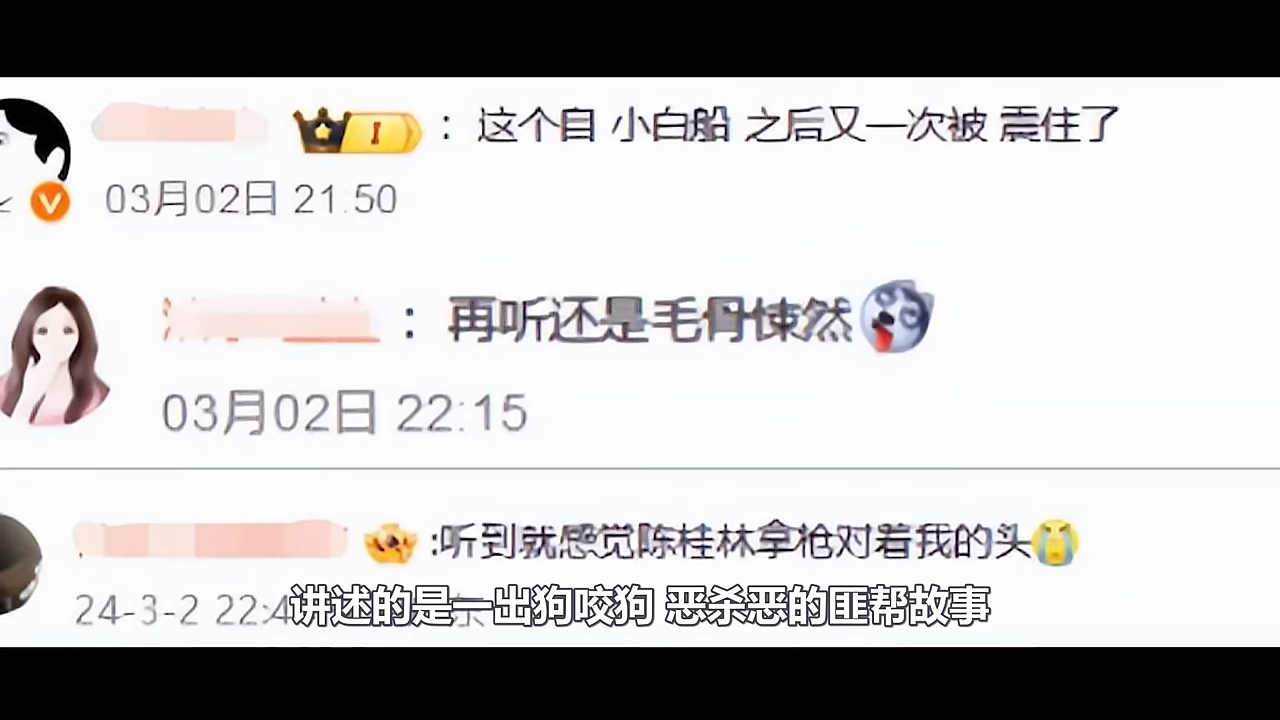 ：这个自 小白船 之后又一次被 震住了
03月02日 21:50
：再听还是毛骨悚然
03月02日 22:15
:听到就感觉陈桂林拿枪对着我的头
24-3-2 22:4
讲述的是一出狗咬狗 恶杀恶的匪帮故事